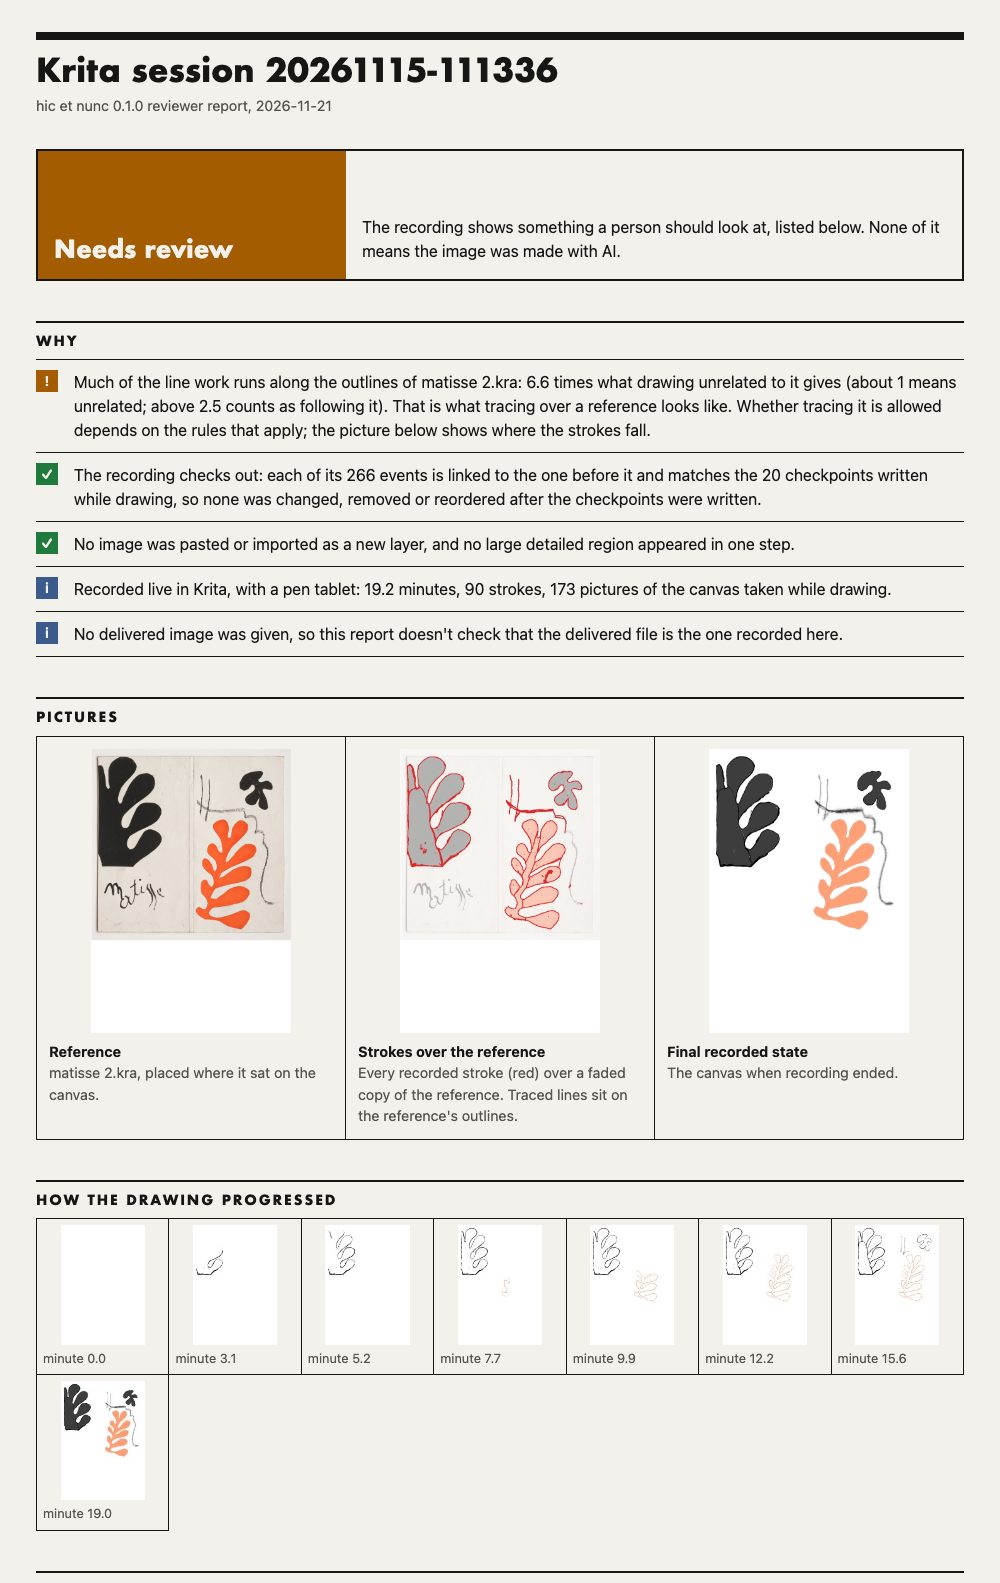 Krita session 20261115-111336
hic et nunc 0.1.0 reviewer report, 2026-11-21
Needs review
The recording shows something a person should look at, listed below. None of it
means the image was made with AI.
WHY
! Much of the line work runs along the outlines of matisse 2.kra: 6.6 times what drawing unrelated to it gives (about 1 means
unrelated; above 2.5 counts as following it). That is what tracing over a reference looks like. Whether tracing it is allowed
depends on the rules that apply; the picture below shows where the strokes fall.
✓ The recording checks out: each of its 266 events is linked to the one before it and matches the 20 checkpoints written
while drawing, so none was changed, removed or reordered after the checkpoints were written.
✓ No image was pasted or imported as a new layer, and no large detailed region appeared in one step.
i Recorded live in Krita, with a pen tablet: 19.2 minutes, 90 strokes, 173 pictures of the canvas taken while drawing.
i No delivered image was given, so this report doesn't check that the delivered file is the one recorded here.
PICTURES
matisse
matisse
Reference
matisse 2.kra, placed where it sat on the
canvas.
Strokes over the reference
Every recorded stroke (red) over a faded
copy of the reference. Traced lines sit on
the reference's outlines.
Final recorded state
The canvas when recording ended.
HOW THE DRAWING PROGRESSED
minute 0.0
minute 3.1
minute 5.2
minute 7.7
minute 9.9
minute 12.2
minute 15.6
minute 19.0